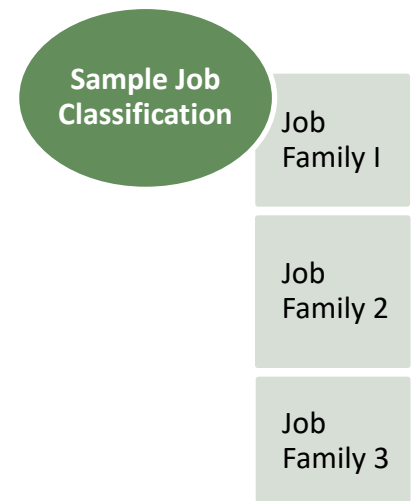 Sample Job
Classification
Job
Family I
Job
Family 2
Job
Family 3